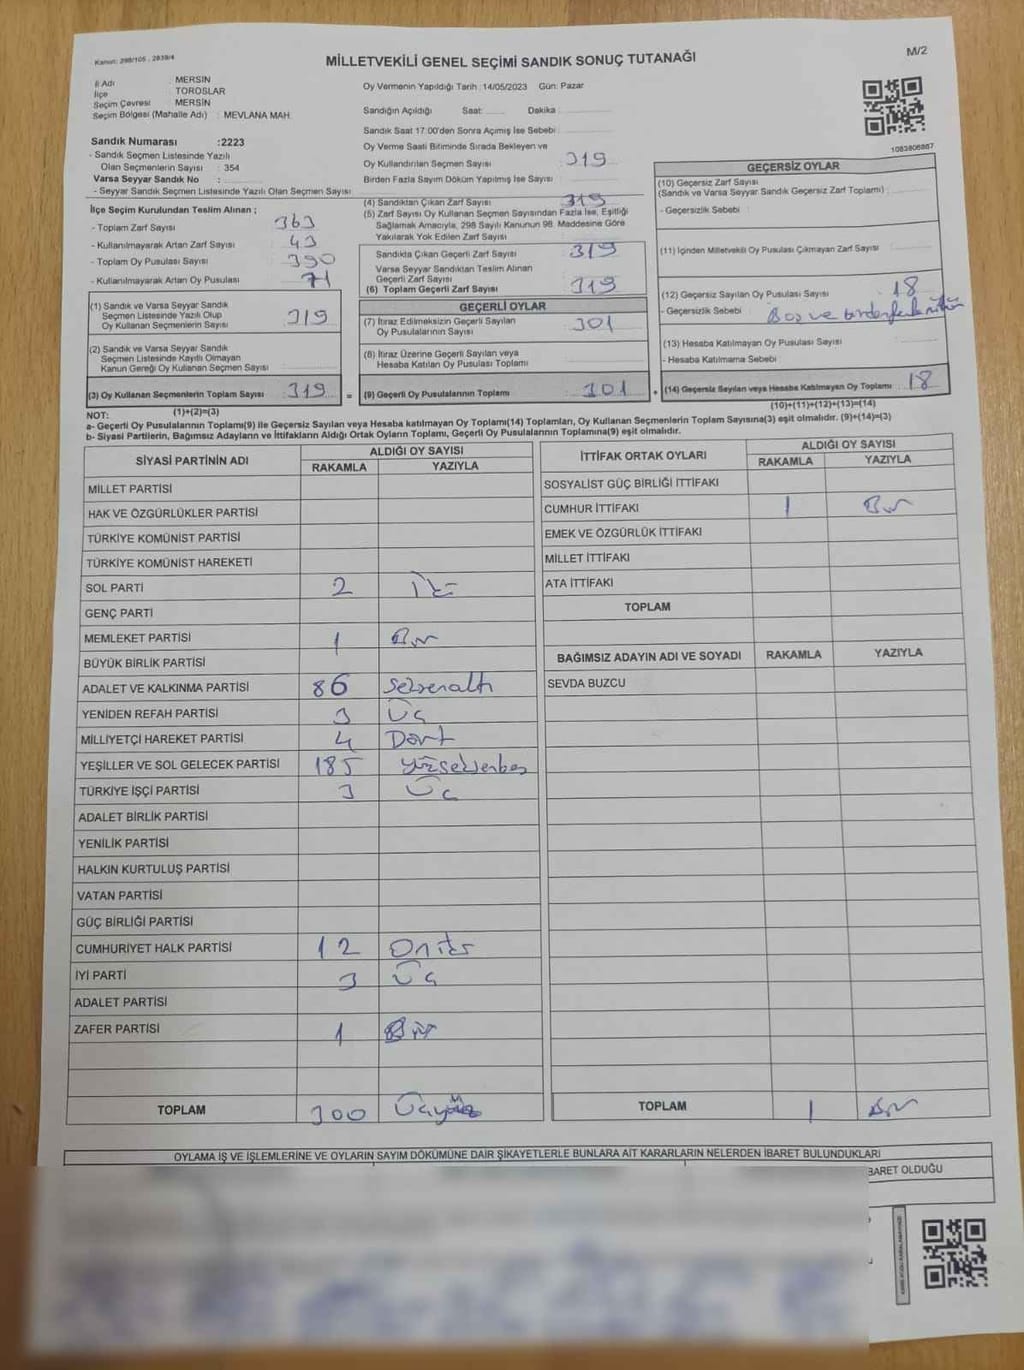 Kanun: 298/105 , 2839/4
MİLLETVEKİLİ GENEL SEÇİMİ SANDIK SONUÇ TUTANAĞI
M/2
İl Adı : MERSİN
İlçe : TOROSLAR
Seçim Çevresi : MERSİN
Seçim Bölgesi (Mahalle Adı) : MEVLANA MAH.
Sandık Numarası :2223
- Sandık Seçmen Listesinde Yazılı
Olan Seçmenlerin Sayısı : 354
Varsa Seyyar Sandık No :
- Seyyar Sandık Seçmen Listesinde Yazılı Olan Seçmen Sayısı
Oy Vermenin Yapıldığı Tarih :14/05/2023 Gün: Pazar
Sandığın Açıldığı Saat: Dakika
Sandık Saat 17:00'den Sonra Açımış İse Sebebi
Oy Verme Saati Bitiminde Sırada Bekleyen ve
Oy Kullandırılan Seçmen Sayısı 319
Birden Fazla Sayım Döküm Yapılmış İse Sayısı
1083806867
İlçe Seçim Kurulundan Teslim Alınan ;
- Toplam Zarf Sayısı 363
- Kullanılmayarak Artan Zarf Sayısı 43
- Toplam Oy Pusulası Sayısı 390
- Kullanılmayarak Artan Oy Pusulası 71
(1) Sandık ve Varsa Seyyar Sandık
Seçmen Listesinde Yazılı Olup
Oy Kullanan Seçmenlerin Sayısı 319
(2) Sandık ve Varsa Seyyar Sandık
Seçmen Listesinde Kayıtlı Olmayan
Kanun Gereği Oy Kullanan Seçmen Sayısı
(3) Oy Kullanan Seçmenlerin Toplam Sayısı 319 =
(4) Sandıktan Çıkan Zarf Sayısı 319
(5) Zarf Sayısı Oy Kullanan Seçmen Sayısından Fazla İse, Eşitliği
Sağlamak Amacıyla, 298 Sayılı Kanunun 98. Maddesine Göre
Yakılarak Yok Edilen Zarf Sayısı
Sandıkta Çıkan Geçerli Zarf Sayısı 319
Varsa Seyyar Sandıktan Teslim Alınan
Geçerli Zarf Sayısı
(6) Toplam Geçerli Zarf Sayısı 319
GEÇERLİ OYLAR
(7) İtiraz Edilmeksizin Geçerli Sayılan
Oy Pusulalarının Sayısı 301
(8) İtiraz Üzerine Geçerli Sayılan veya
Hesaba Katılan Oy Pusulası Toplamı
(9) Geçerli Oy Pusulalarının Toplamı 301 +
GEÇERSİZ OYLAR
(10) Geçersiz Zarf Sayısı
(Sandık ve Varsa Seyyar Sandık Geçersiz Zarf Toplamı) :
- Geçersizlik Sebebi :
(11) İçinden Milletvekili Oy Pusulası Çıkmayan Zarf Sayısı
(12) Geçersiz Sayılan Oy Pusulası Sayısı 18
- Geçersizlik Sebebi : Boş ve birden fazla mühür
(13) Hesaba Katılmayan Oy Pusulası Sayısı
- Hesaba Katılmama Sebebi :
(14) Geçersiz Sayılan veya Hesaba Katılmayan Oy Toplamı 18
NOT: (1)+(2)=(3) (10)+(11)+(12)+(13)=(14)
a- Geçerli Oy Pusulalarının Toplamı(9) ile Geçersiz Sayılan veya Hesaba katılmayan Oy Toplamı(14) Toplamları, Oy Kullanan Seçmenlerin Toplam Sayısına(3) eşit olmalıdır. (9)+(14)=(3)
b- Siyasi Partilerin, Bağımsız Adayların ve İttifakların Aldığı Ortak Oyların Toplamı, Geçerli Oy Pusulalarının Toplamına(9) eşit olmalıdır.
SİYASİ PARTİNİN ADI ALDIĞI OY SAYISI
RAKAMLA YAZIYLA
MİLLET PARTİSİ
HAK VE ÖZGÜRLÜKLER PARTİSİ
TÜRKİYE KOMÜNİST PARTİSİ
TÜRKİYE KOMÜNİST HAREKETİ
SOL PARTİ 2 İki
GENÇ PARTİ
MEMLEKET PARTİSİ 1 Bir
BÜYÜK BİRLİK PARTİSİ
ADALET VE KALKINMA PARTİSİ 86 Seksenaltı
YENİDEN REFAH PARTİSİ 3 Üç
MİLLİYETÇİ HAREKET PARTİSİ 4 Dört
YEŞİLLER VE SOL GELECEK PARTİSİ 185 Yüzseksenbeş
TÜRKİYE İŞÇİ PARTİSİ 3 Üç
ADALET BİRLİK PARTİSİ
YENİLİK PARTİSİ
HALKIN KURTULUŞ PARTİSİ
VATAN PARTİSİ
GÜÇ BİRLİĞİ PARTİSİ
CUMHURİYET HALK PARTİSİ 12 Oniki
İYİ PARTİ 3 Üç
ADALET PARTİSİ
ZAFER PARTİSİ 1 Bir
TOPLAM 300 Üçyüz
İTTİFAK ORTAK OYLARI ALDIĞI OY SAYISI
RAKAMLA YAZIYLA
SOSYALİST GÜÇ BİRLİĞİ İTTİFAKI
CUMHUR İTTİFAKI 1 Bir
EMEK VE ÖZGÜRLÜK İTTİFAKI
MİLLET İTTİFAKI
ATA İTTİFAKI
TOPLAM
BAĞIMSIZ ADAYIN ADI VE SOYADI RAKAMLA YAZIYLA
SEVDA BUZCU
TOPLAM 1 Bir
OYLAMA İŞ VE İŞLEMLERİNE VE OYLARIN SAYIM DÖKÜMÜNE DAİR ŞİKAYETLERLE BUNLARA AİT KARARLARIN NELERDEN İBARET BULUNDUKLARI
BARET OLDUĞU